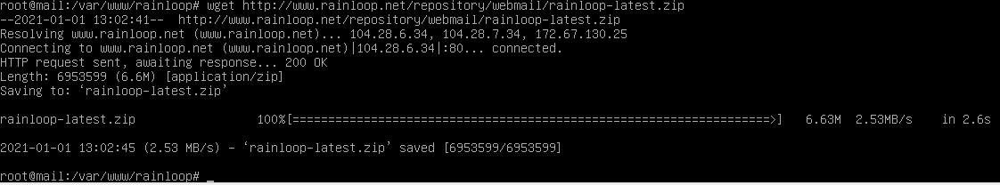 root@mail:/var/www/rainloop# wget http://www.rainloop.net/repository/webmail/rainloop-latest.zip
--2021-01-01 13:02:41--  http://www.rainloop.net/repository/webmail/rainloop-latest.zip
Resolving www.rainloop.net (www.rainloop.net)... 104.28.6.34, 104.28.7.34, 172.67.130.25
Connecting to www.rainloop.net (www.rainloop.net)|104.28.6.34|:80... connected.
HTTP request sent, awaiting response... 200 OK
Length: 6953599 (6.6M) [application/zip]
Saving to: ‘rainloop-latest.zip’
rainloop-latest.zip                 100%[===================================================================>]   6.63M  2.53MB/s    in 2.6s
2021-01-01 13:02:45 (2.53 MB/s) - ‘rainloop-latest.zip’ saved [6953599/6953599]
root@mail:/var/www/rainloop# _